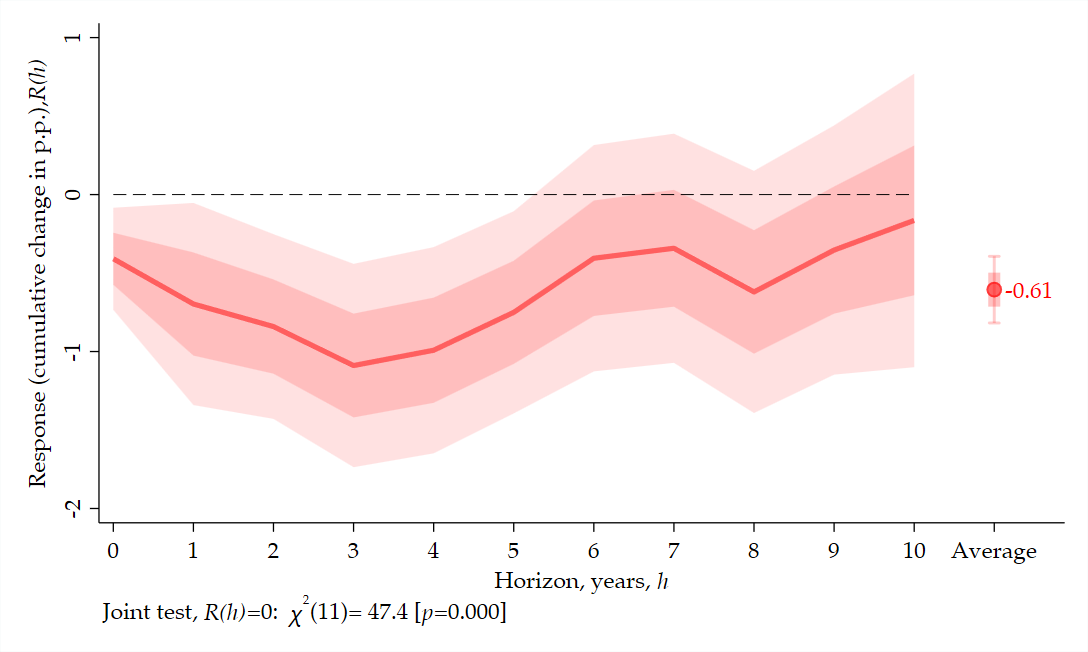 Response (cumulative change in p.p.),R(h)
1
0
-1
-2
-0.61
0 1 2 3 4 5 6 7 8 9 10 Average
Horizon, years, h
Joint test, R(h)=0: χ²(11)= 47.4 [p=0.000]